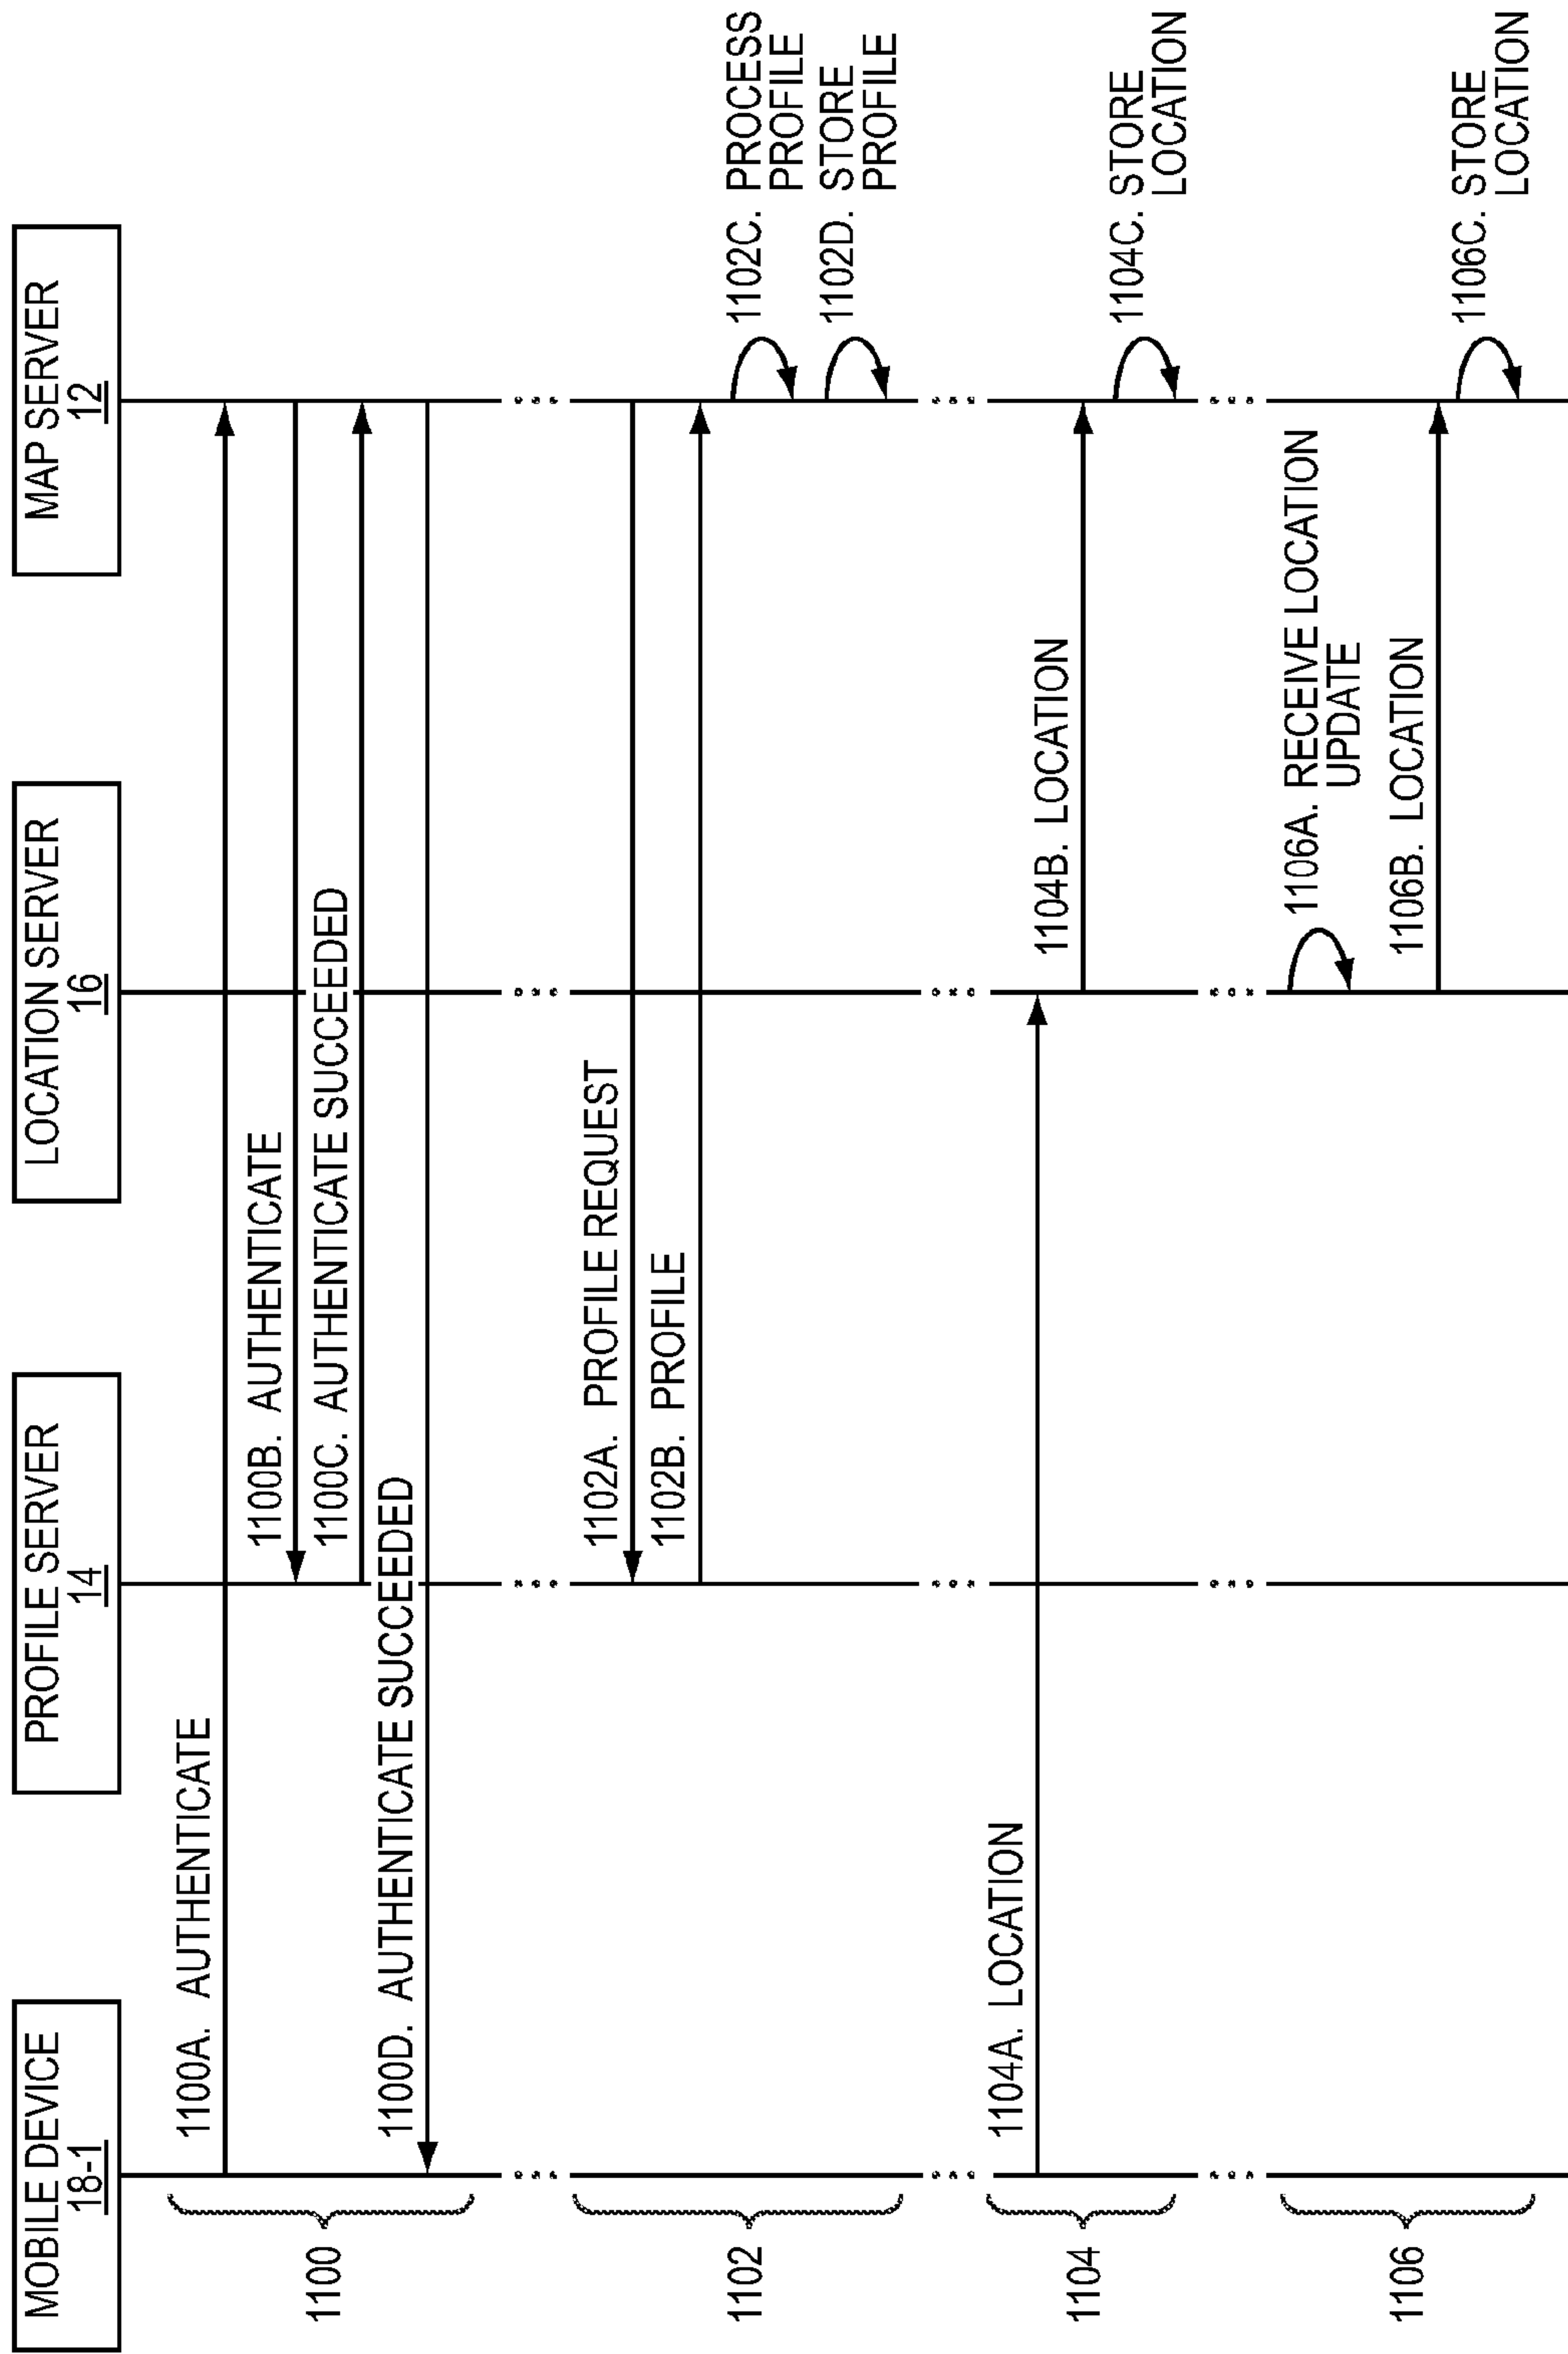 MOBILE DEVICE
18-1
PROFILE SERVER
14
LOCATION SERVER
16
MAP SERVER
12
1100
1100A. AUTHENTICATE
1100B. AUTHENTICATE
1100C. AUTHENTICATE SUCCEEDED
1100D. AUTHENTICATE SUCCEEDED
1102
1102A. PROFILE REQUEST
1102B. PROFILE
1102C. PROCESS
PROFILE
1102D. STORE
PROFILE
1104
1104A. LOCATION
1104B. LOCATION
1104C. STORE
LOCATION
1106
1106A. RECEIVE LOCATION
UPDATE
1106B. LOCATION
1106C. STORE
LOCATION